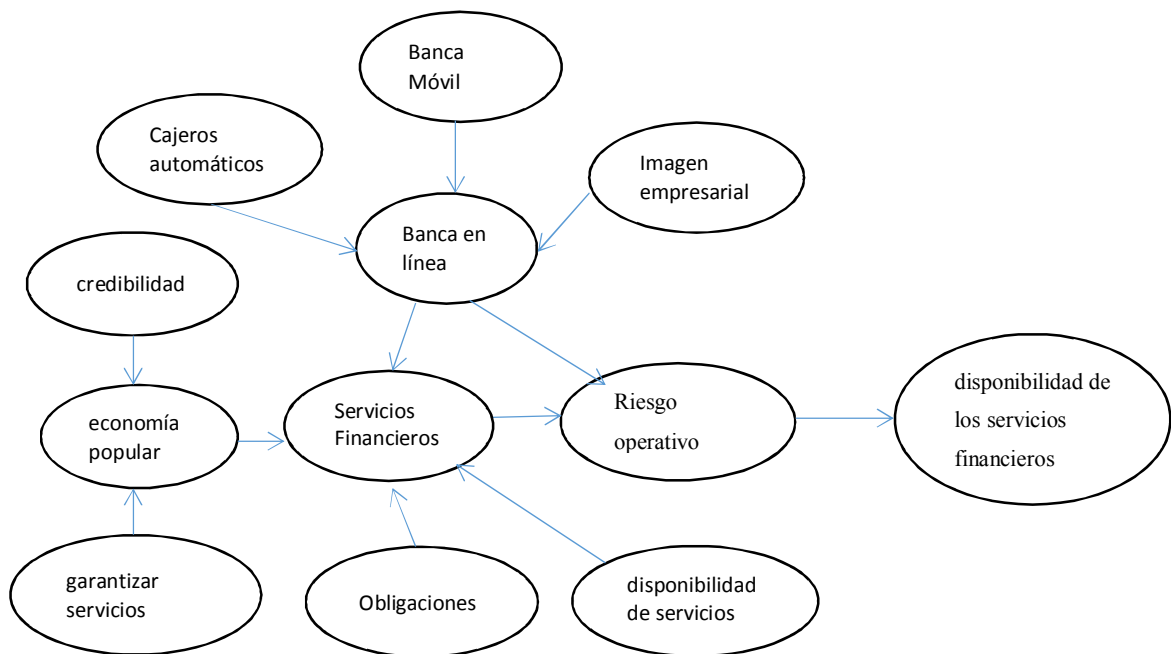 Banca
Móvil
Cajeros
automáticos
Imagen
empresarial
Banca en
línea
credibilidad
economía
popular
Servicios
Financieros
Riesgo
operativo
disponibilidad de
los servicios
financieros
garantizar
servicios
Obligaciones
disponibilidad
de servicios